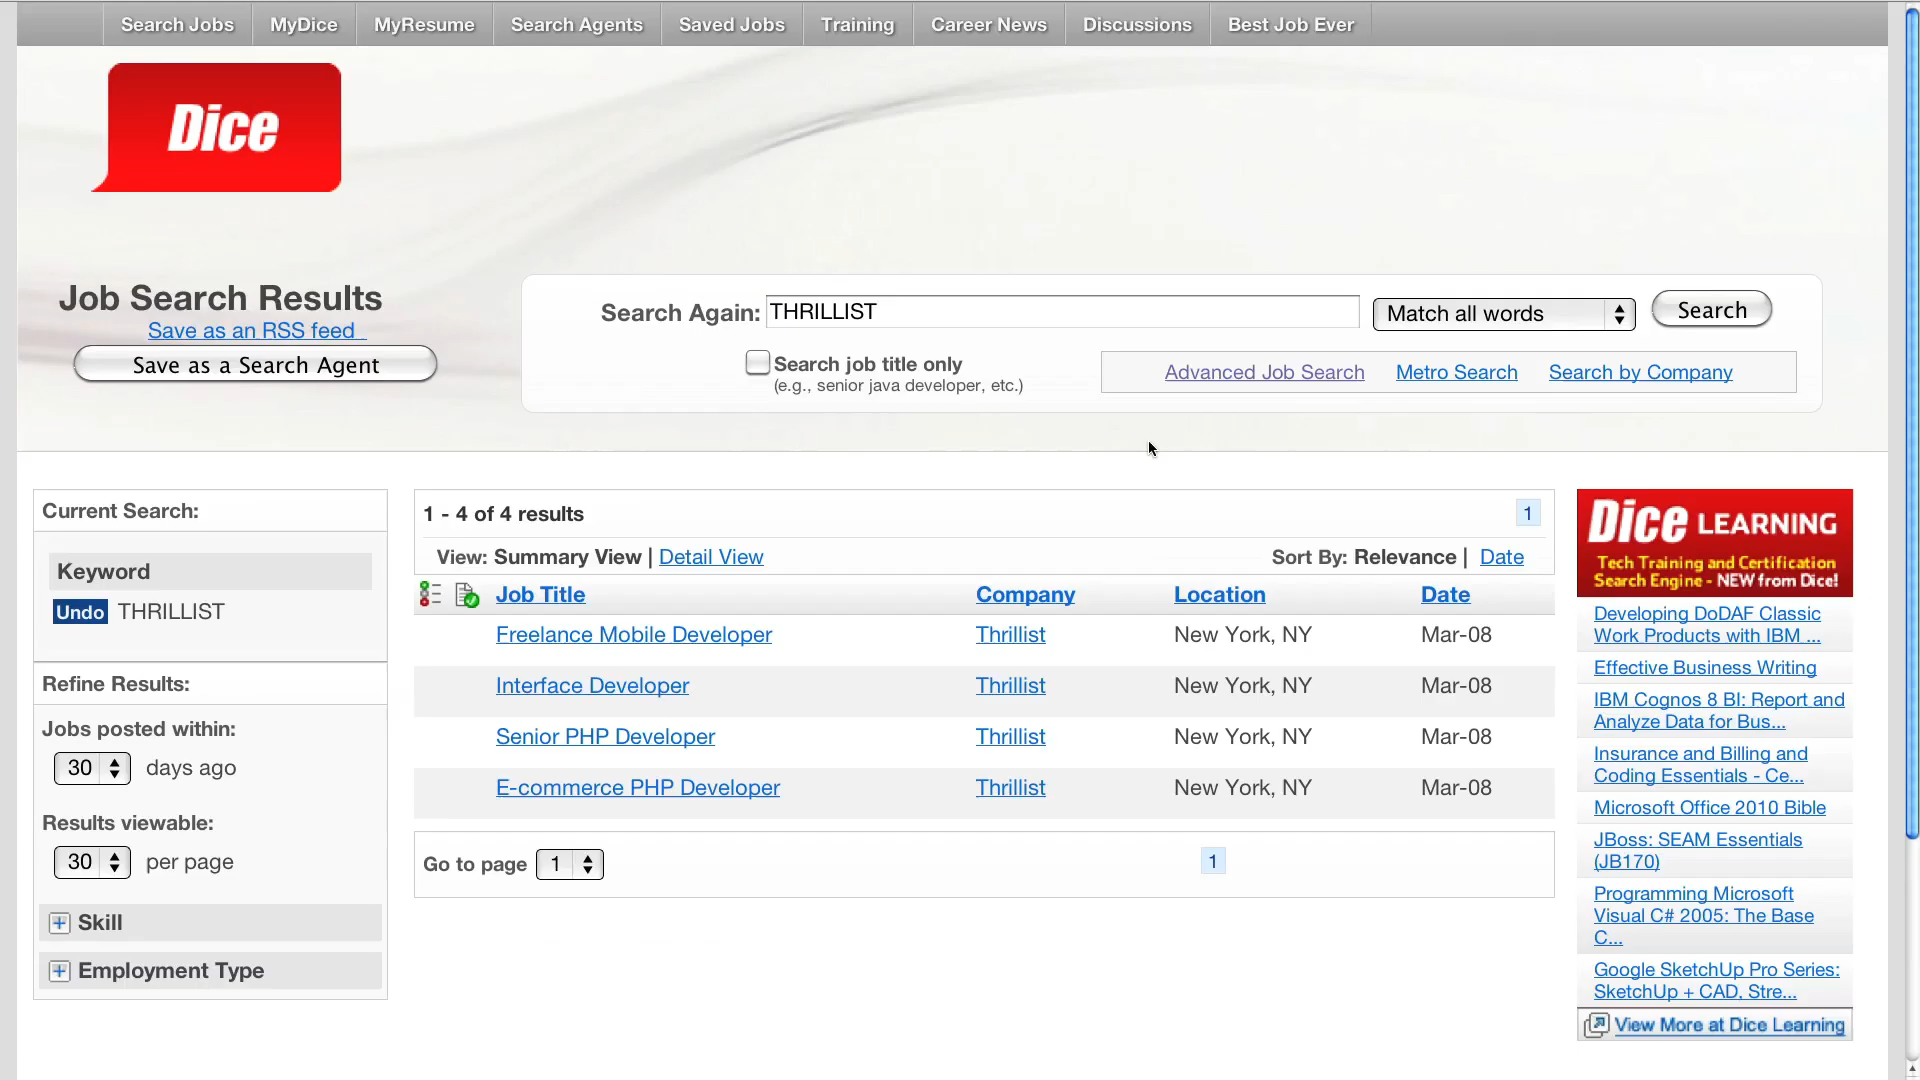 Search Jobs MyDice MyResume Search Agents Saved Jobs Training Career News Discussions Best Job Ever
Dice
Job Search Results
Save as an RSS feed
Save as a Search Agent
Search Again: THRILLIST Match all words Search
Search job title only
(e.g., senior java developer, etc.)
Advanced Job Search Metro Search Search by Company
Current Search:
Keyword
Undo THRILLIST
Refine Results:
Jobs posted within:
30 days ago
Results viewable:
30 per page
Skill
Employment Type
1 - 4 of 4 results 1
View: Summary View | Detail View Sort By: Relevance | Date
Job Title Company Location Date
Freelance Mobile Developer Thrillist New York, NY Mar-08
Interface Developer Thrillist New York, NY Mar-08
Senior PHP Developer Thrillist New York, NY Mar-08
E-commerce PHP Developer Thrillist New York, NY Mar-08
Go to page 1 1
Dice LEARNING
Tech Training and Certification
Search Engine - NEW from Dice!
Developing DoDAF Classic
Work Products with IBM ...
Effective Business Writing
IBM Cognos 8 BI: Report and
Analyze Data for Bus...
Insurance and Billing and
Coding Essentials - Ce...
Microsoft Office 2010 Bible
JBoss: SEAM Essentials
(JB170)
Programming Microsoft
Visual C# 2005: The Base
C...
Google SketchUp Pro Series:
SketchUp + CAD, Stre...
View More at Dice Learning